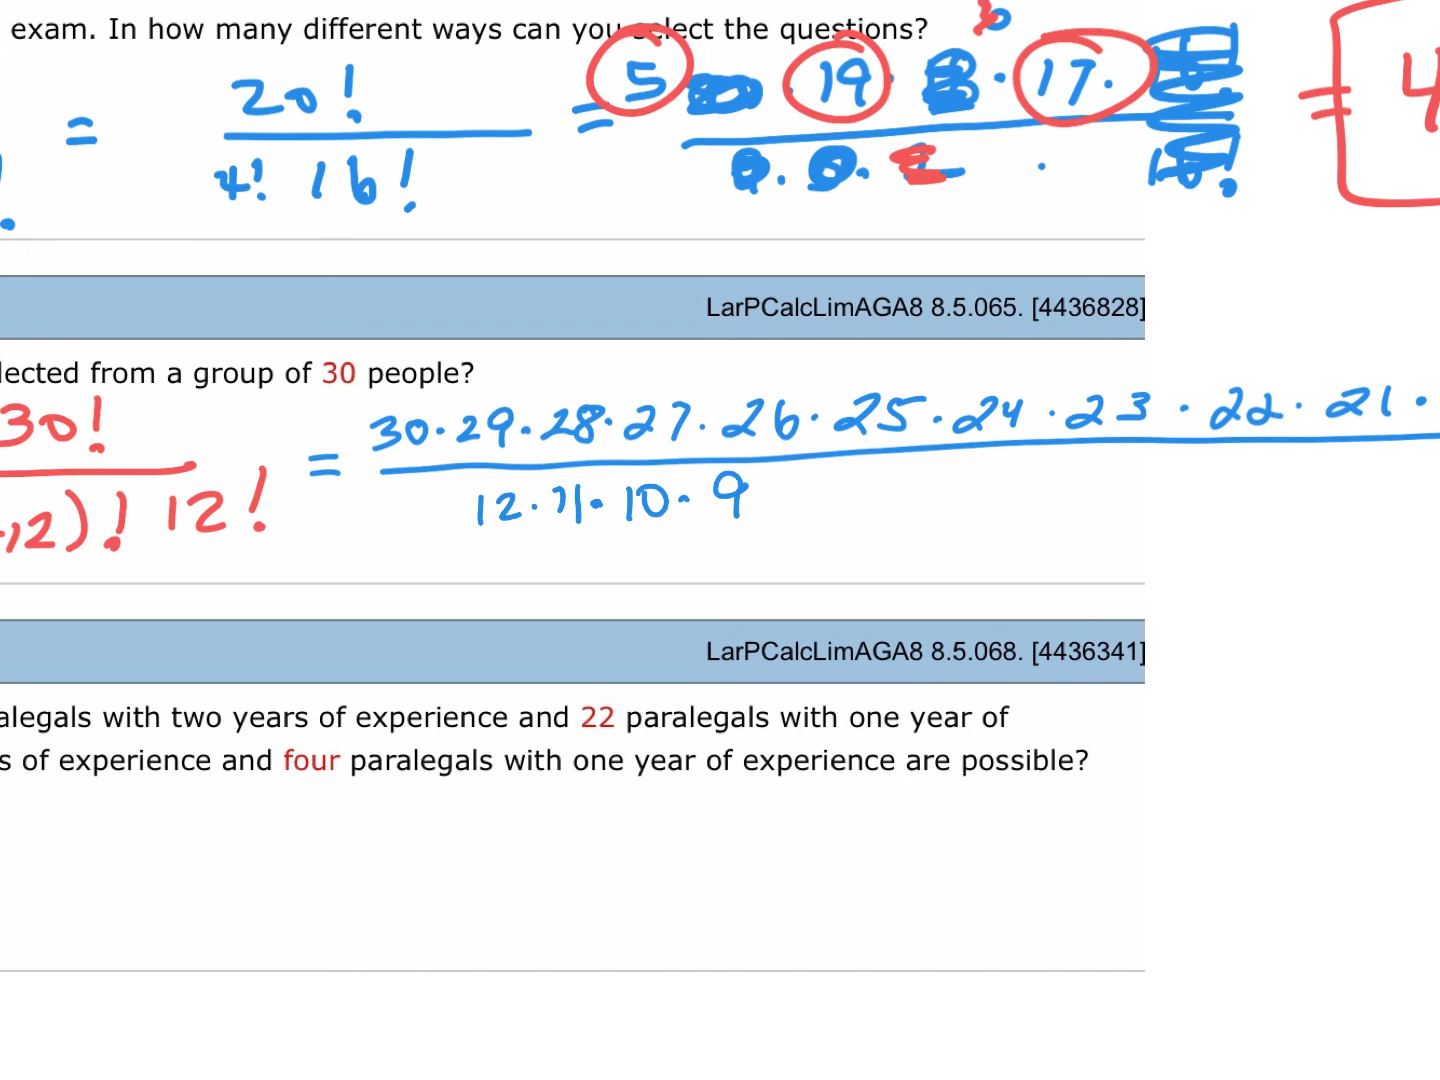 exam. In how many different ways can you select the questions?
= 20! / 4! 16! = 5 · 19 · 17 · = 4
LarPCalcLimAGA8 8.5.065. [4436828]
lected from a group of 30 people?
30! 12)! 12! = 30·29·28·27·26·25·24·23·22·21·
12·11·10·9
LarPCalcLimAGA8 8.5.068. [4436341]
alegals with two years of experience and 22 paralegals with one year of
s of experience and four paralegals with one year of experience are possible?